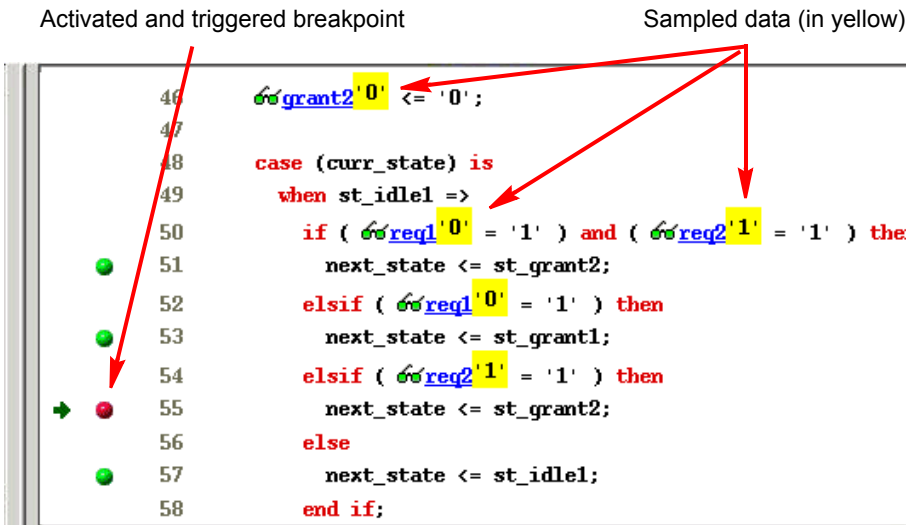 Activated and triggered breakpoint Sampled data (in yellow)
46 grant2'0' <= '0';
47
48 case (curr_state) is
49 when st_idle1 =>
50 if ( req1'0' = '1' ) and ( req2'1' = '1' ) the
51 next_state <= st_grant2;
52 elsif ( req1'0' = '1' ) then
53 next_state <= st_grant1;
54 elsif ( req2'1' = '1' ) then
55 next_state <= st_grant2;
56 else
57 next_state <= st_idle1;
58 end if;